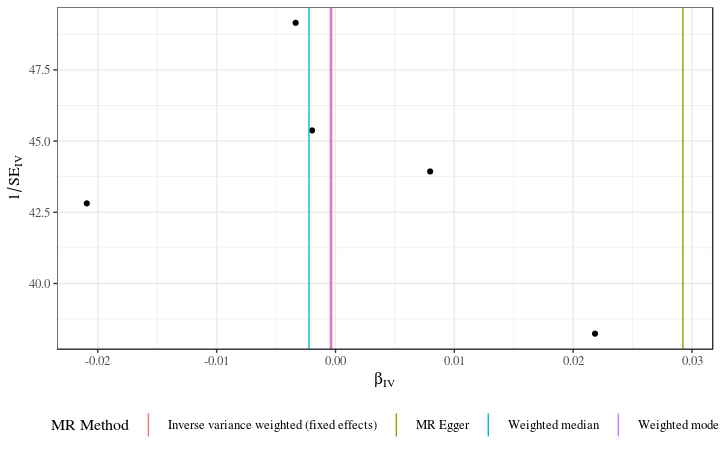 47.5
45.0
42.5
40.0
1/SE_IV
-0.02 -0.01 0.00 0.01 0.02 0.03
β_IV
MR Method Inverse variance weighted (fixed effects) MR Egger Weighted median Weighted mode